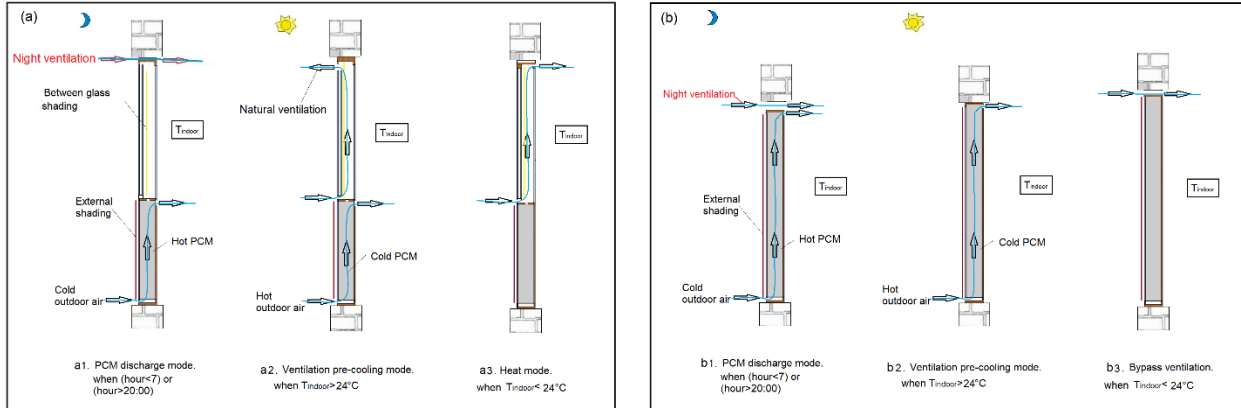 (a)
Night ventilation
Between glass
shading
Tindoor
External
shading
Hot PCM
Cold
outdoor air
a1. PCM discharge mode.
when (hour<7) or
(hour>20:00)
Natural ventilation
Tindoor
Cold PCM
Hot
outdoor air
a2. Ventilation pre-cooling mode.
when Tindoor>24°C
Tindoor
a3. Heat mode.
when Tindoor< 24°C
(b)
Night ventilation
Tindoor
External
shading
Hot PCM
Cold
outdoor air
b1. PCM discharge mode.
when (hour<7) or
(hour>20:00)
Tindoor
Cold PCM
Hot
outdoor air
b2. Ventilation pre-cooling mode.
when Tindoor>24°C
Tindoor
b3. Bypass ventilation.
when Tindoor< 24°C